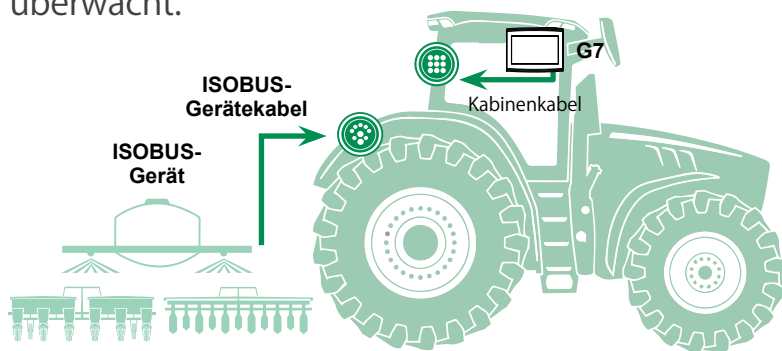 überwacht.
G7
Kabinenkabel
ISOBUS-
Gerätekabel
ISOBUS-
Gerät